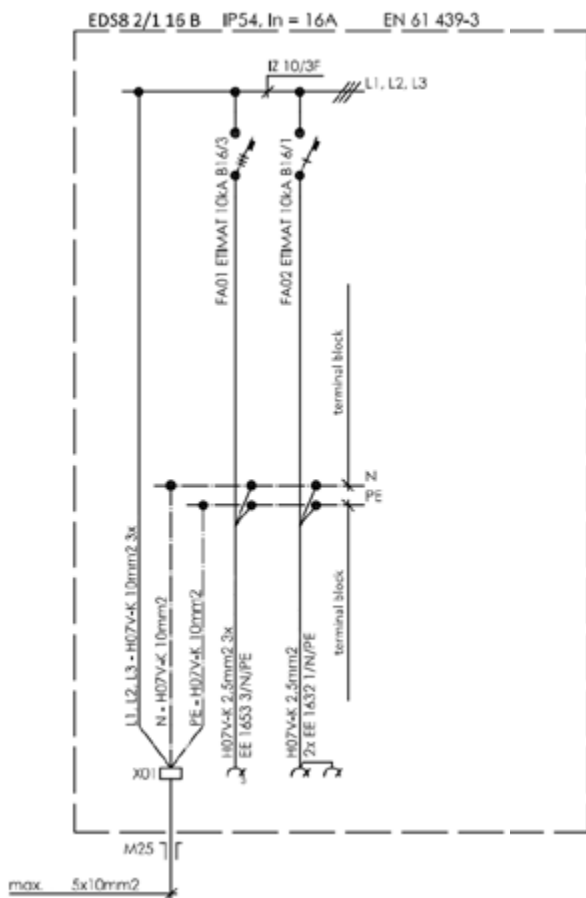 EDS8 2/1 16 B IP54, In = 16A EN 61 439-3
IZ 10/3F
L1, L2, L3
FA01 ETIMAT 10kA B16/3
FA02 ETIMAT 10kA B16/1
terminal block
N
PE
terminal block
L1, L2, L3 - H07V-K 10mm2 3x
N - H07V-K 10mm2
PE - H07V-K 10mm2
H07V-K 2,5mm2 3x
EE 1653 3/N/PE
H07V-K 2,5mm2
2x EE 1632 1/N/PE
X01
3
M25
max. 5x10mm2